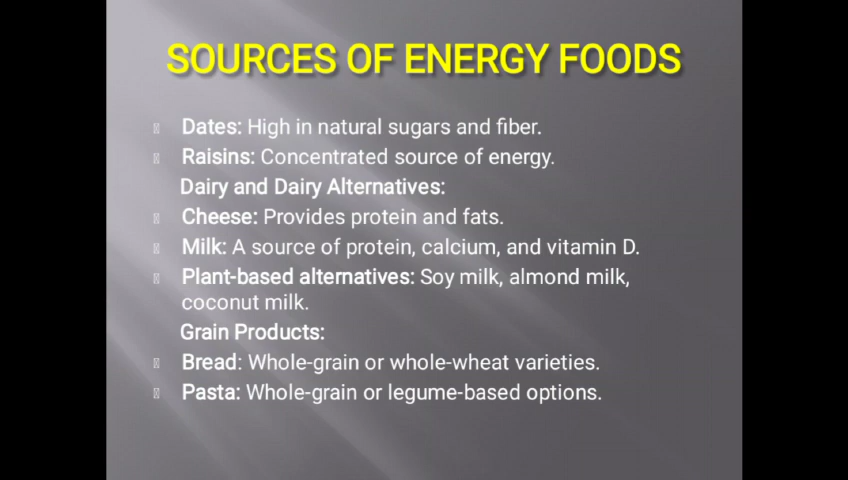 SOURCES OF ENERGY FOODS
Dates: High in natural sugars and fiber.
Raisins: Concentrated source of energy.
Dairy and Dairy Alternatives:
Cheese: Provides protein and fats.
Milk: A source of protein, calcium, and vitamin D.
Plant-based alternatives: Soy milk, almond milk,
coconut milk.
Grain Products:
Bread: Whole-grain or whole-wheat varieties.
Pasta: Whole-grain or legume-based options.